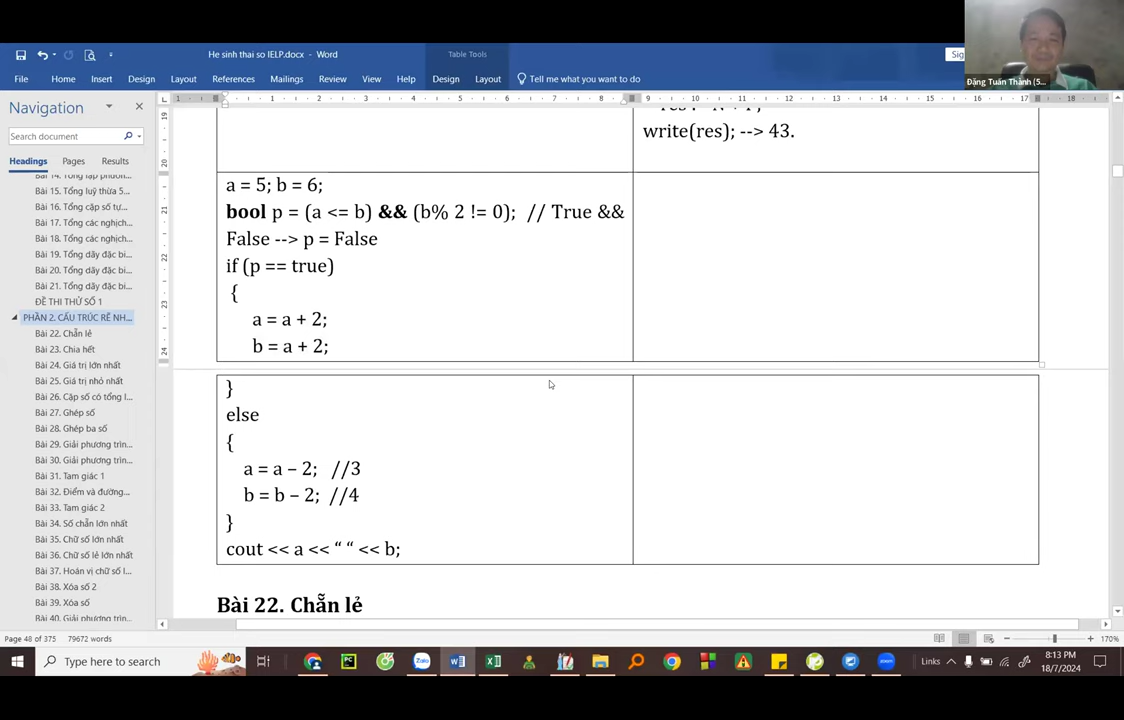 He sinh thai so IELP.docx - Word
Table Tools
Đặng Tuấn Thành (5...
File Home Insert Design Layout References Mailings Review View Help Design Layout Tell me what you want to do
Navigation
Search document
Headings Pages Results
Bài 15. Tổng luỹ thừa 5...
Bài 16. Tổng cặp số tự...
Bài 17. Tổng các nghịch...
Bài 18. Tổng các nghịch...
Bài 19. Tổng dãy đặc bi...
Bài 20. Tổng dãy đặc bi...
Bài 21. Tổng dãy đặc bi...
ĐỀ THI THỬ SỐ 1
PHẦN 2. CẤU TRÚC RẼ NH...
Bài 22. Chẵn lẻ
Bài 23. Chia hết
Bài 24. Giá trị lớn nhất
Bài 25. Giá trị nhỏ nhất
Bài 26. Cặp số có tổng l...
Bài 27. Ghép số
Bài 28. Ghép ba số
Bài 29. Giải phương trìn...
Bài 30. Giải phương trìn...
Bài 31. Tam giác 1
Bài 32. Điểm và đường...
Bài 33. Tam giác 2
Bài 34. Số chẵn lớn nhất
Bài 35. Chữ số lớn nhất
Bài 36. Chữ số lẻ lớn nhất
Bài 37. Hoán vị chữ số l...
Bài 38. Xóa số 2
Bài 39. Xóa số
Bài 40. Giải phương trìn...
write(res); --> 43.
a = 5; b = 6;
bool p = (a <= b) && (b% 2 != 0); // True &&
False --> p = False
if (p == true)
{
a = a + 2;
b = a + 2;
}
else
{
a = a – 2; //3
b = b – 2; //4
}
cout << a << “ “ << b;
Bài 22. Chẵn lẻ
Page 48 of 375 79672 words
170%
Type here to search
Links
8:13 PM
18/7/2024